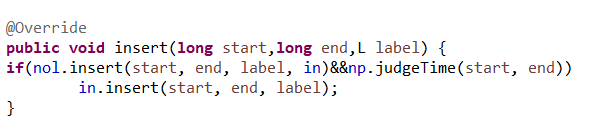 @Override
public void insert(long start,long end,L label) {
if(nol.insert(start, end, label, in)&&np.judgeTime(start, end))
in.insert(start, end, label);
}